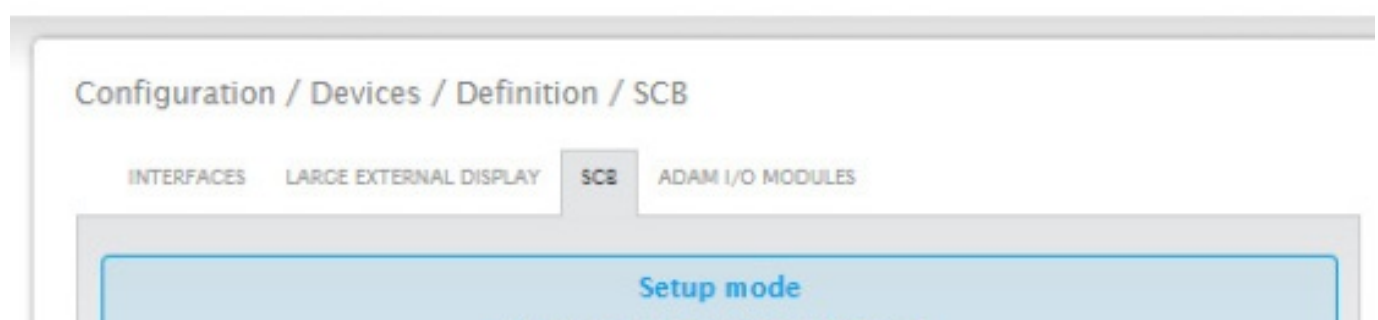 Configuration / Devices / Definition / SCB
INTERFACES LARGE EXTERNAL DISPLAY SCB ADAM I/O MODULES
Setup mode